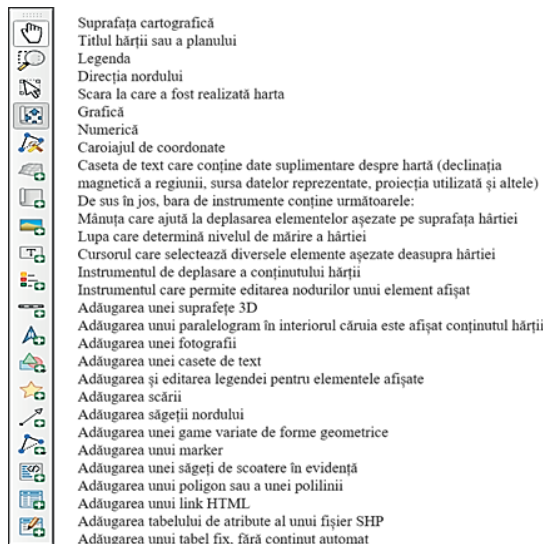 Suprafața cartografică
Titlul hărții sau a planului
Legenda
Direcția nordului
Scara la care a fost realizată harta
Grafică
Numerică
Caroiajul de coordonate
Caseta de text care conține date suplimentare despre hartă (declinația
magnetică a regiunii, sursa datelor reprezentate, proiecția utilizată și altele)
De sus în jos, bara de instrumente conține următoarele:
Mânuța care ajută la deplasarea elementelor așezate pe suprafața hârtiei
Lupa care determină nivelul de mărire a hârtiei
Cursorul care selectează diversele elemente așezate deasupra hârtiei
Instrumentul de deplasare a conținutului hărții
Instrumentul care permite editarea nodurilor unui element afișat
Adăugarea unei suprafețe 3D
Adăugarea unui paralelogram în interiorul căruia este afișat conținutul hărții
Adăugarea unei fotografii
Adăugarea unei casete de text
Adăugarea și editarea legendei pentru elementele afișate
Adăugarea scării
Adăugarea săgeții nordului
Adăugarea unei game variate de forme geometrice
Adăugarea unui marker
Adăugarea unei săgeți de scoatere în evidență
Adăugarea unui poligon sau a unei polilinii
Adăugarea unui link HTML
Adăugarea tabelului de atribute al unui fișier SHP
Adăugarea unui tabel fix, fără conținut automat